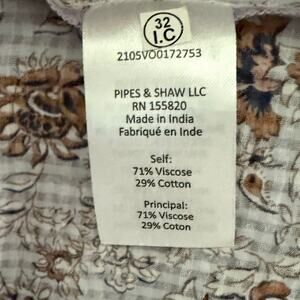 32
I.C
2105VO0172753
PIPES & SHAW LLC
RN 155820
Made in India
Fabriqué en Inde
Self:
71% Viscose
29% Cotton
Principal:
71% Viscose
29% Cotton